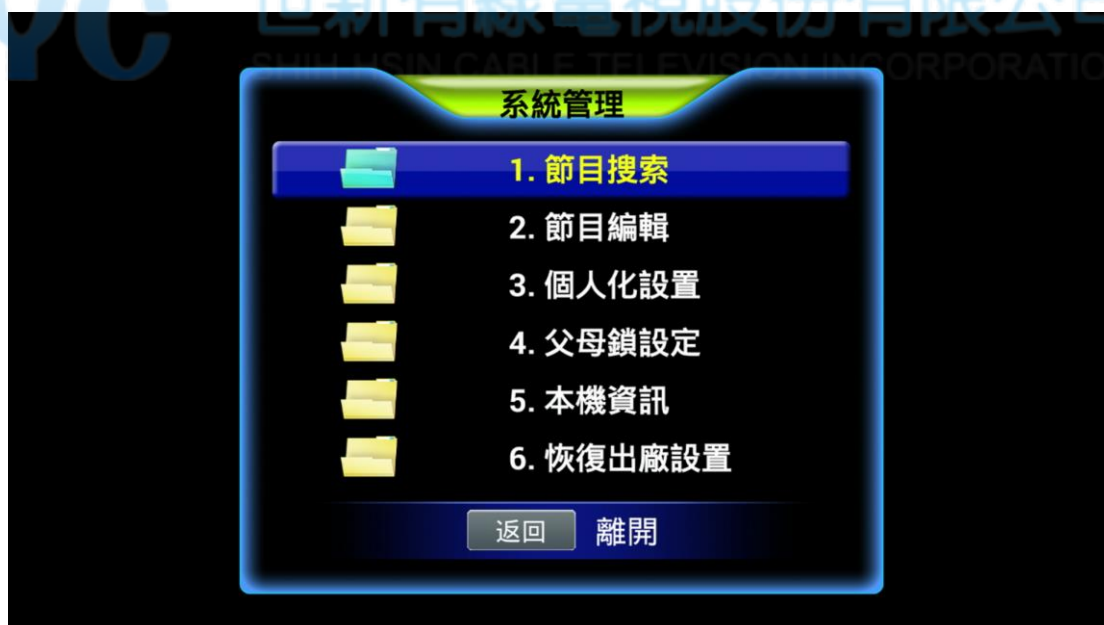 世新有線電視股份有限公司
SHIH HSIN CABLE TELEVISION INCORPORATIO
系統管理
1. 節目搜索
2. 節目編輯
3. 個人化設置
4. 父母鎖設定
5. 本機資訊
6. 恢復出廠設置
返回 離開